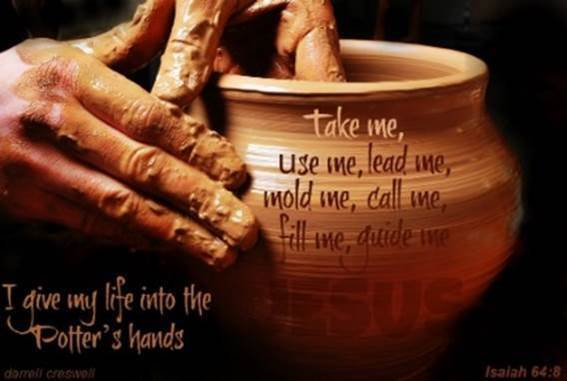 take me,
use me, lead me,
mold me, call me,
fill me, guide me
JESUS
I give my life into the
Potter's hands
darrell creswell
Isaiah 64:8